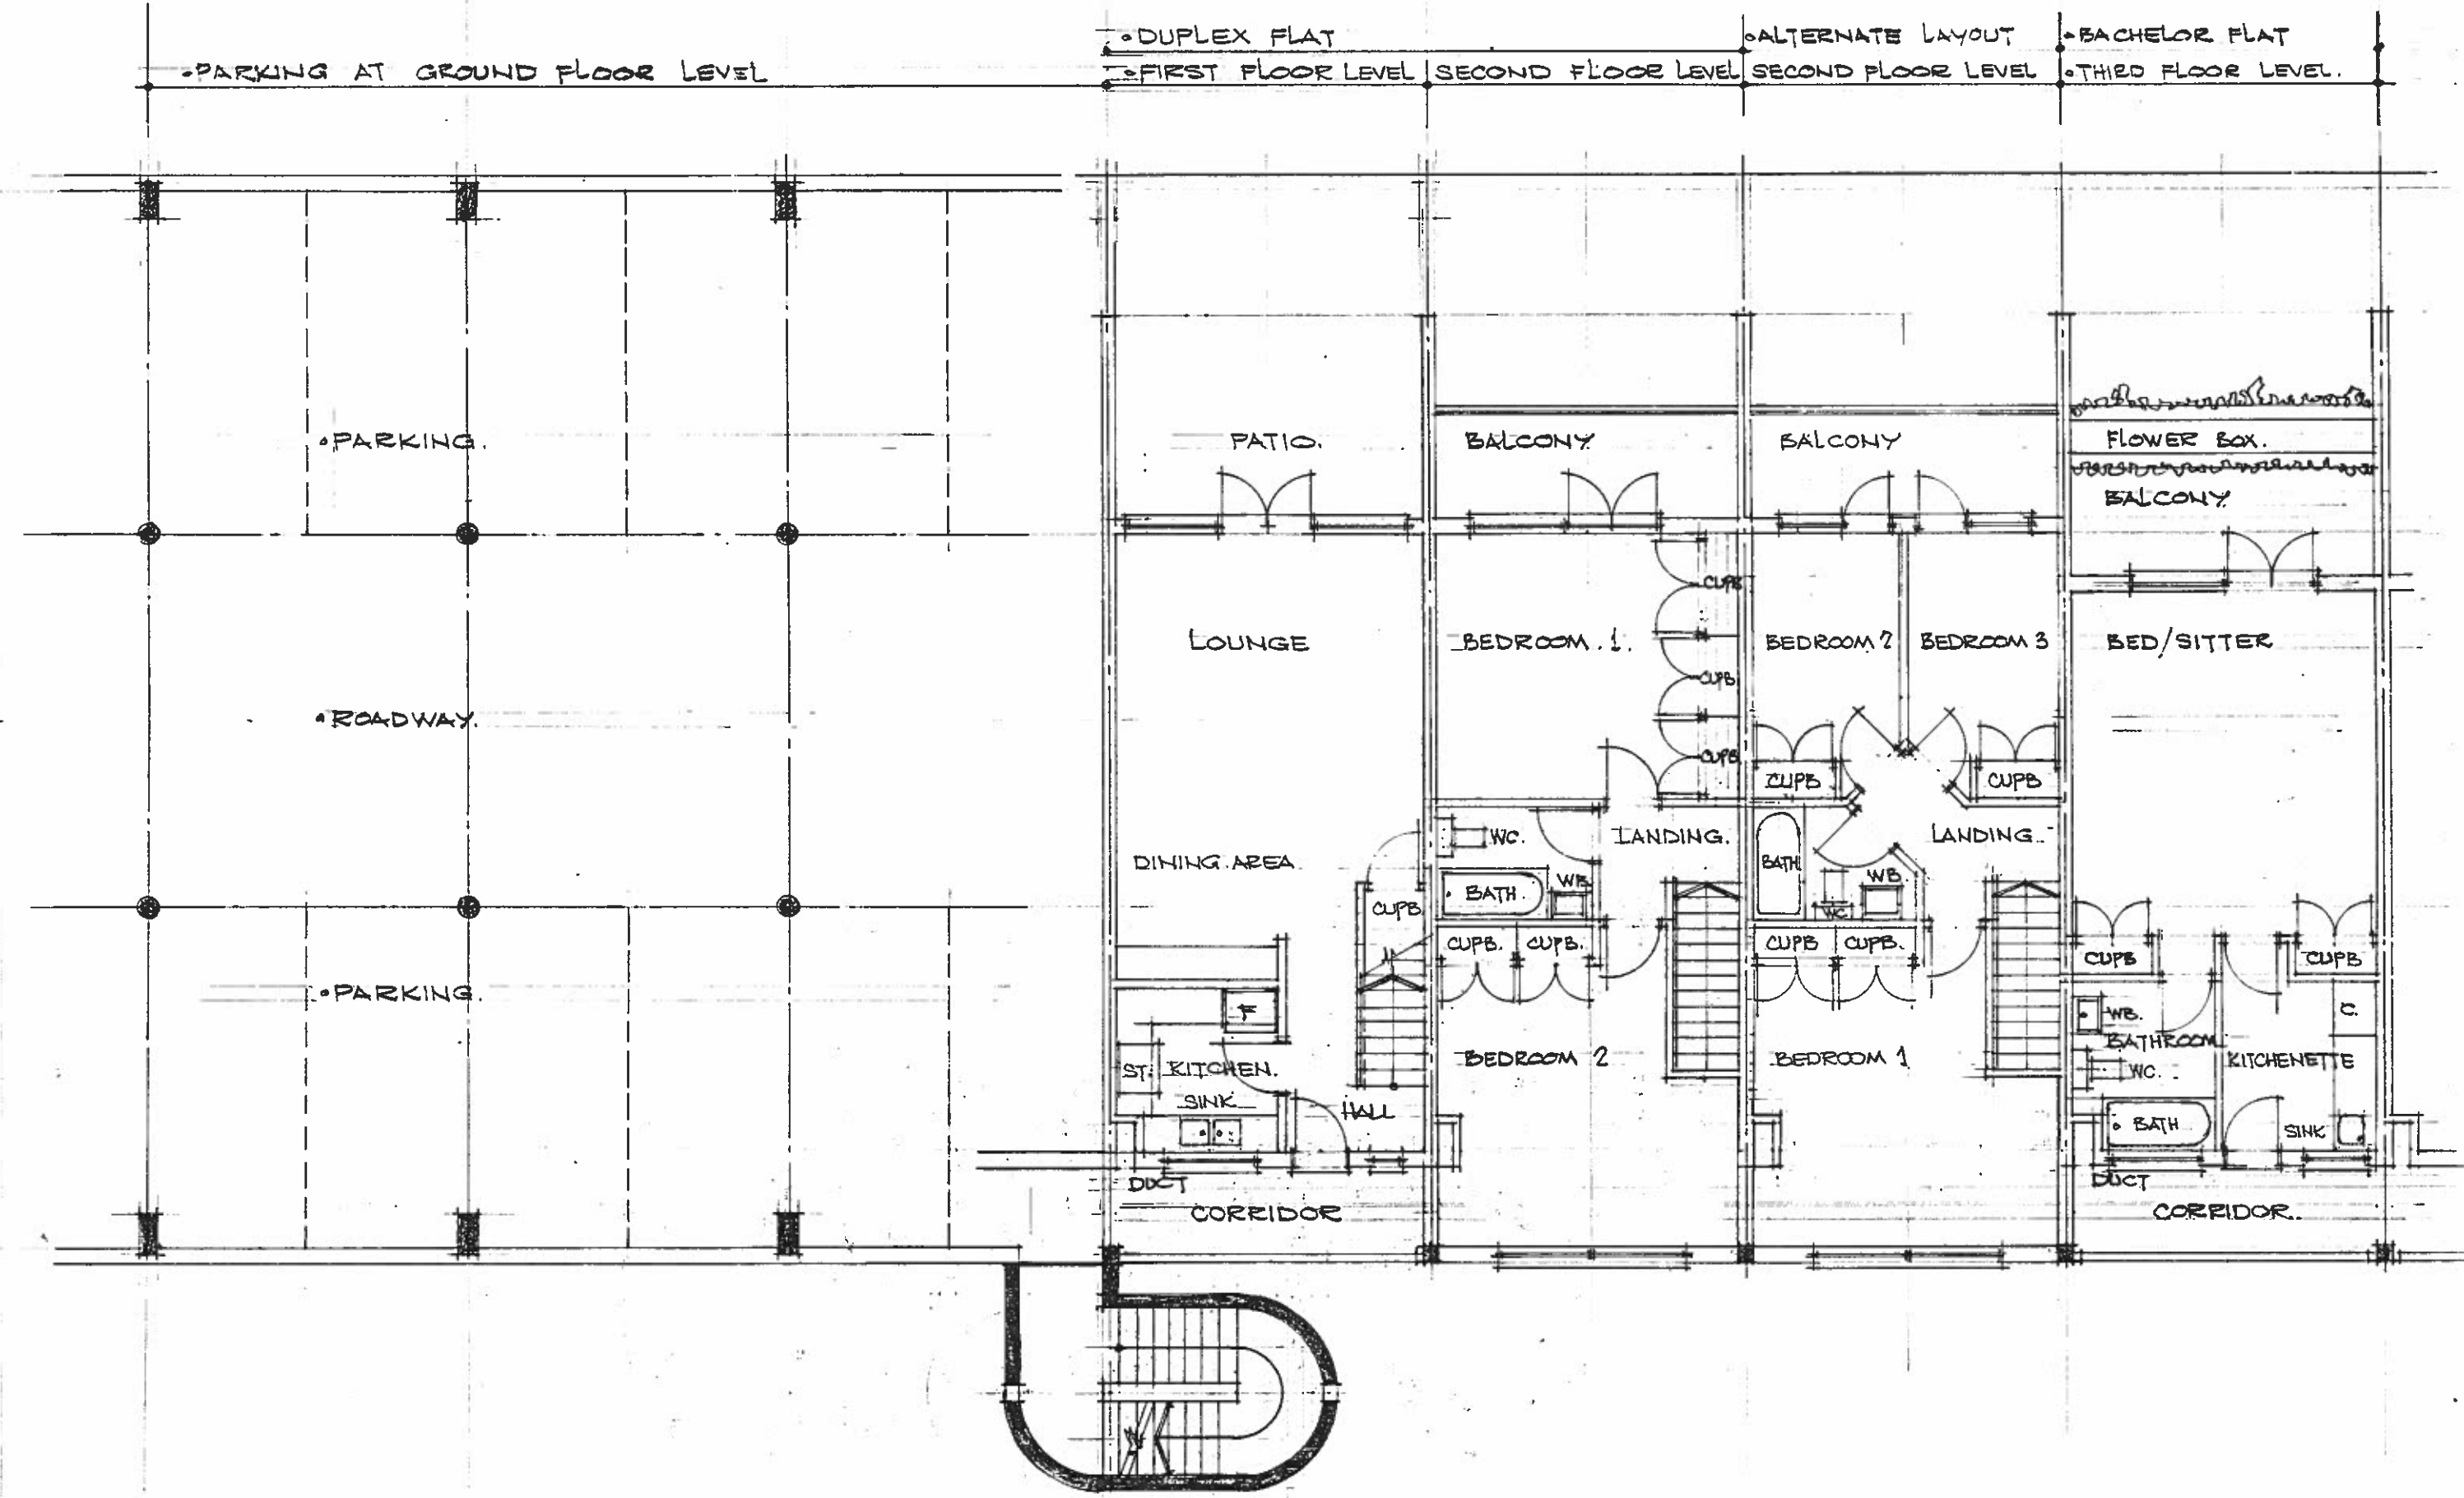 DUPLEX FLAT
ALTERNATE LAYOUT
BACHELOR FLAT
PARKING AT GROUND FLOOR LEVEL
FIRST FLOOR LEVEL
SECOND FLOOR LEVEL
SECOND FLOOR LEVEL
THIRD FLOOR LEVEL.
PARKING.
ROADWAY.
PARKING.
PATIO.
LOUNGE
DINING AREA
CUPB
F
ST.
KITCHEN.
SINK
HALL
DUCT
CORRIDOR
BALCONY
BEDROOM.1.
CUPB
CUPB
CUPB
WC.
LANDING.
BATH.
WB
CUPB.
CUPB.
BEDROOM 2
BALCONY
BEDROOM 2
BEDROOM 3
CUPB
CUPB
LANDING.
BATH
WB.
WC
CUPB
CUPB.
BEDROOM 1
FLOWER BOX.
BALCONY
BED/SITTER
CUPB
CUPB
WB.
C.
BATHROOM
KITCHENETTE
WC.
BATH
SINK
DUCT
CORRIDOR.